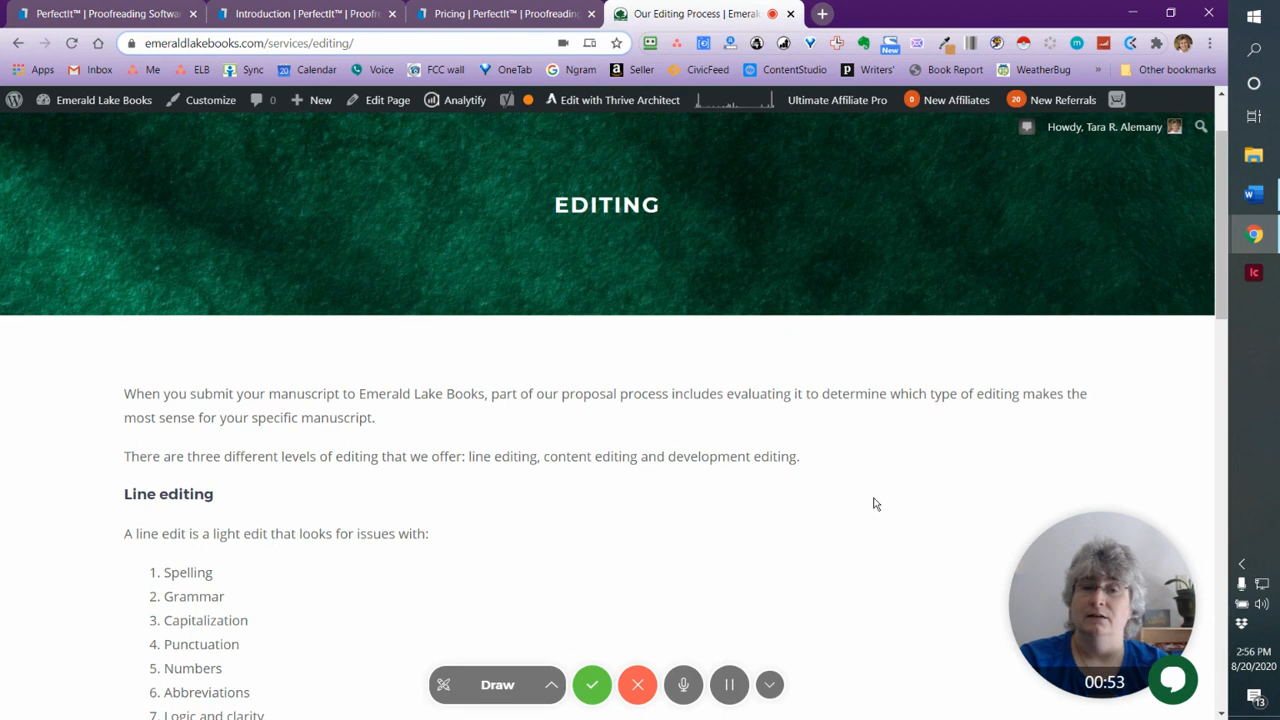 PerfectIt™ | Proofreading Softwa
Introduction | PerfectIt™ | Proofre
Pricing | PerfectIt™ | Proofreading
Our Editing Process | Emeral
emeraldlakebooks.com/services/editing/
New
Apps
Inbox
Me
ELB
Sync
20
Calendar
Voice
FCC wall
OneTab
Ngram
Seller
CivicFeed
ContentStudio
Writers'
Book Report
WeatherBug
»
Other bookmarks
Emerald Lake Books
Customize
0
New
Edit Page
Analytify
Edit with Thrive Architect
Ultimate Affiliate Pro
0 New Affiliates
20 New Referrals
Howdy, Tara R. Alemany
EDITING
When you submit your manuscript to Emerald Lake Books, part of our proposal process includes evaluating it to determine which type of editing makes the
most sense for your specific manuscript.
There are three different levels of editing that we offer: line editing, content editing and development editing.
Line editing
A line edit is a light edit that looks for issues with:
1. Spelling
2. Grammar
3. Capitalization
4. Punctuation
5. Numbers
6. Abbreviations
7. Logic and clarity
Draw
00:53
2:56 PM
8/20/2020
13